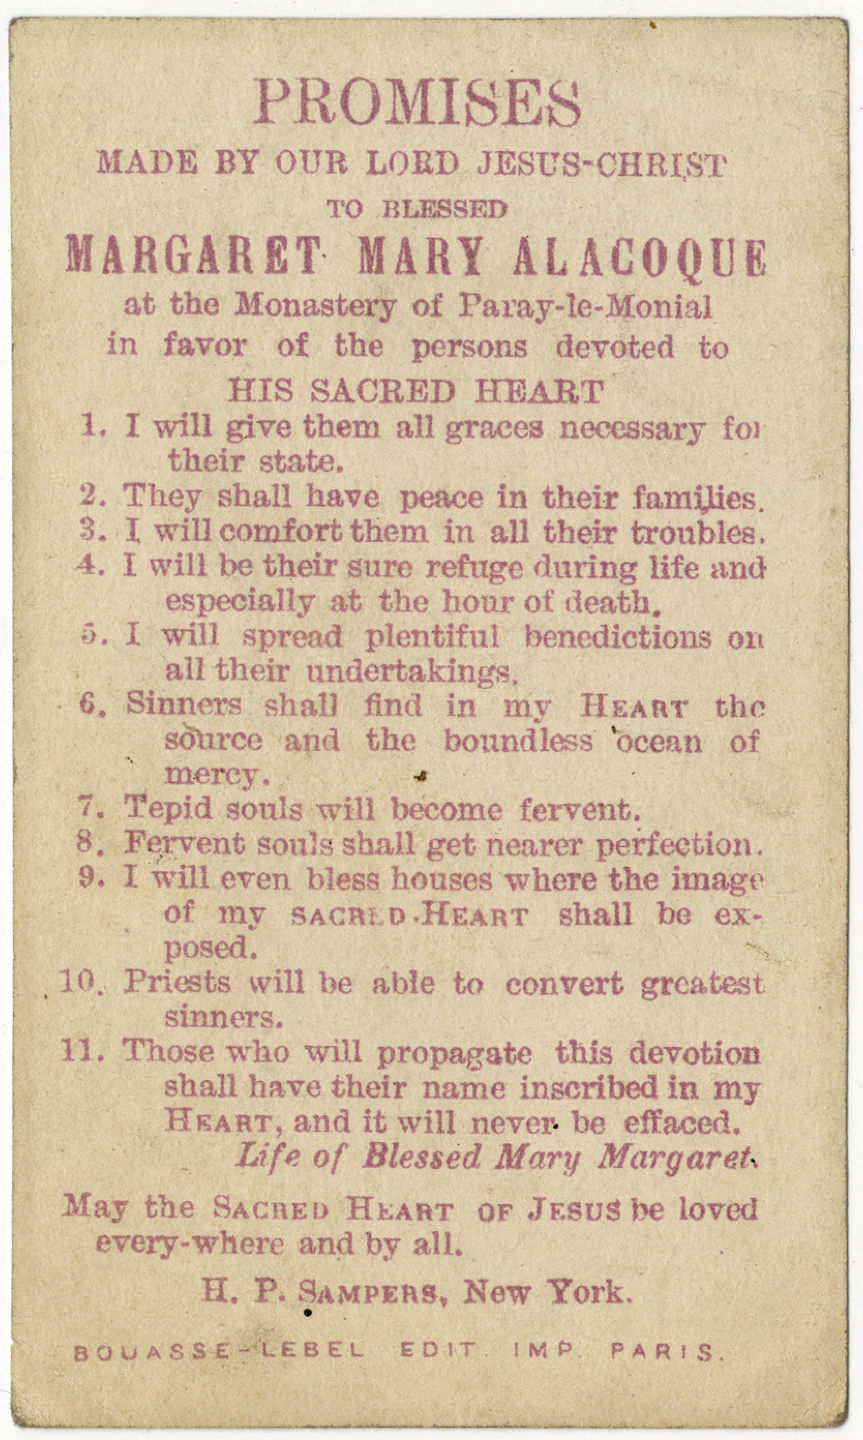 PROMISES
MADE BY OUR LORD JESUS-CHRIST
TO BLESSED
MARGARET MARY ALACOQUE
at the Monastery of Paray-le-Monial
in favor of the persons devoted to
HIS SACRED HEART
1. I will give them all graces necessary for
their state.
2. They shall have peace in their families.
3. I will comfort them in all their troubles.
4. I will be their sure refuge during life and
especially at the hour of death.
5. I will spread plentiful benedictions on
all their undertakings.
6. Sinners shall find in my HEART the
source and the boundless ocean of
mercy.
7. Tepid souls will become fervent.
8. Fervent souls shall get nearer perfection.
9. I will even bless houses where the image
of my SACRED HEART shall be ex-
posed.
10. Priests will be able to convert greatest
sinners.
11. Those who will propagate this devotion
shall have their name inscribed in my
HEART, and it will never be effaced.
Life of Blessed Mary Margaret.
May the SACRED HEART OF JESUS be loved
every-where and by all.
H. P. SAMPERS, New York.
BOUASSE-LEBEL EDIT. IMP. PARIS.